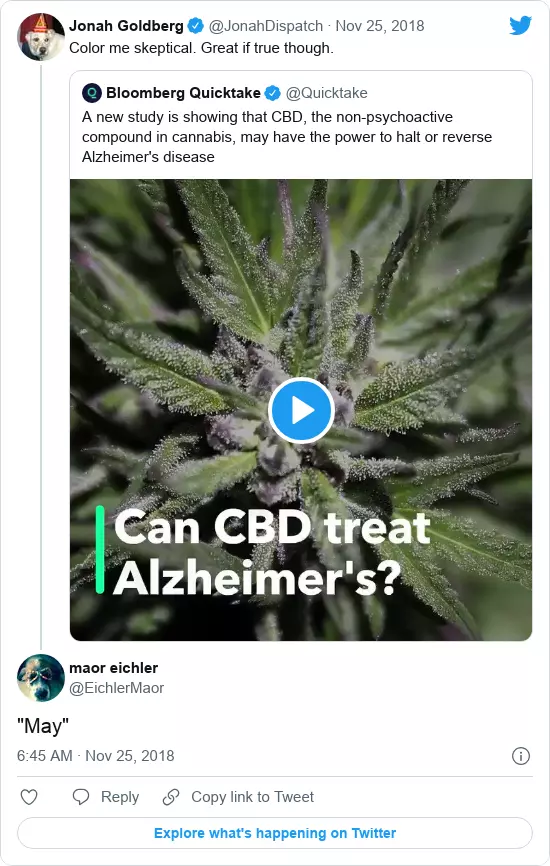 Jonah Goldberg @JonahDispatch · Nov 25, 2018
Color me skeptical. Great if true though.
Bloomberg Quicktake @Quicktake
A new study is showing that CBD, the non-psychoactive
compound in cannabis, may have the power to halt or reverse
Alzheimer's disease
Can CBD treat
Alzheimer's?
maor eichler
@EichlerMaor
"May"
6:45 AM · Nov 25, 2018
Reply Copy link to Tweet
Explore what's happening on Twitter